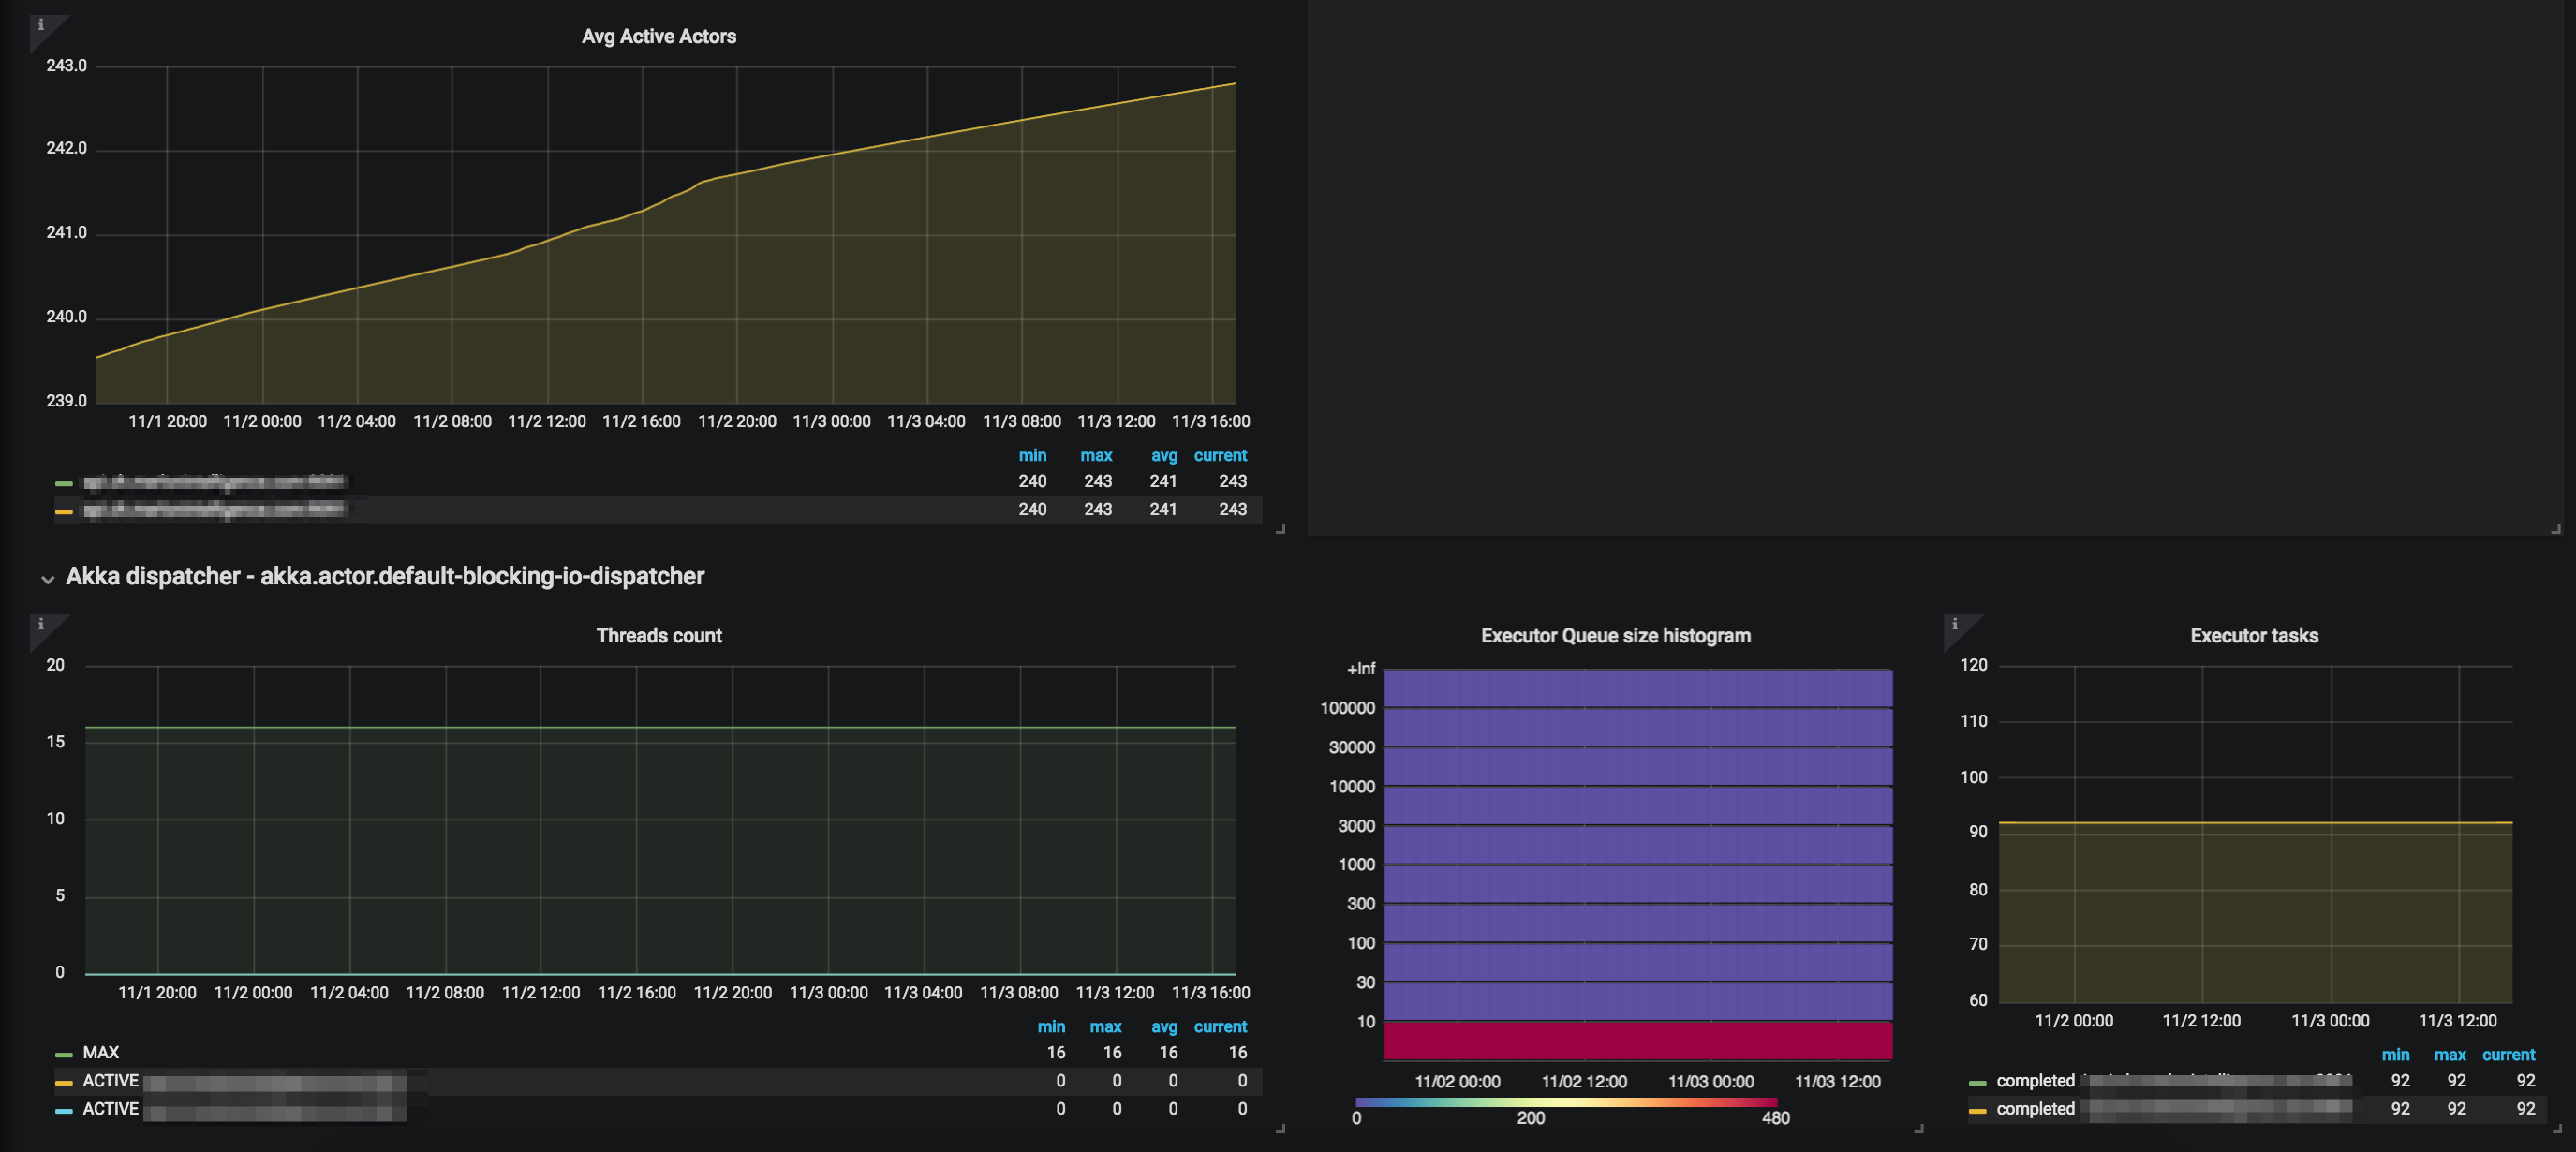 Avg Active Actors
243.0
242.0
241.0
240.0
239.0
11/1 20:00 11/2 00:00 11/2 04:00 11/2 08:00 11/2 12:00 11/2 16:00 11/2 20:00 11/3 00:00 11/3 04:00 11/3 08:00 11/3 12:00 11/3 16:00
min max avg current
240 243 241 243
240 243 241 243
Akka dispatcher - akka.actor.default-blocking-io-dispatcher
Threads count
20
15
10
5
0
11/1 20:00 11/2 00:00 11/2 04:00 11/2 08:00 11/2 12:00 11/2 16:00 11/2 20:00 11/3 00:00 11/3 04:00 11/3 08:00 11/3 12:00 11/3 16:00
min max avg current
MAX 16 16 16 16
ACTIVE 0 0 0 0
ACTIVE 0 0 0 0
Executor Queue size histogram
+Inf
100000
30000
10000
3000
1000
300
100
30
10
11/02 00:00 11/02 12:00 11/03 00:00 11/03 12:00
0 200 480
Executor tasks
120
110
100
90
80
70
60
11/2 00:00 11/2 12:00 11/3 00:00 11/3 12:00
min max current
completed 92 92 92
completed 92 92 92